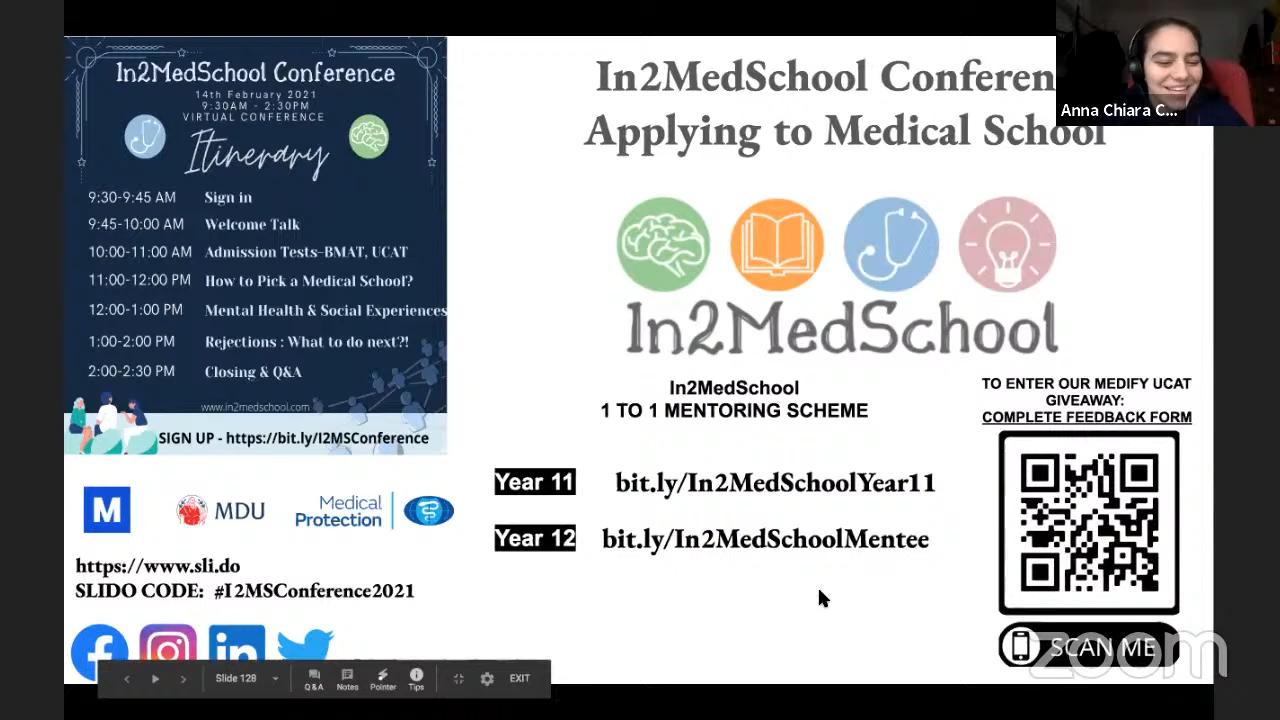 In2MedSchool Conference
14th February 2021
9:30AM - 2:30PM
VIRTUAL CONFERENCE
Itinerary
9:30-9:45 AM Sign in
9:45-10:00 AM Welcome Talk
10:00-11:00 AM Admission Tests-BMAT, UCAT
11:00-12:00 PM How to Pick a Medical School?
12:00-1:00 PM Mental Health & Social Experiences
1:00-2:00 PM Rejections : What to do next?!
2:00-2:30 PM Closing & Q&A
www.in2medschool.com
SIGN UP - https://bit.ly/I2MSConference
M
MDU
Medical
Protection
https://www.sli.do
SLIDO CODE: #I2MSConference2021
In2MedSchool Conferen
Applying to Medical School
Anna Chiara C...
In2MedSchool
In2MedSchool
1 TO 1 MENTORING SCHEME
Year 11 bit.ly/In2MedSchoolYear11
Year 12 bit.ly/In2MedSchoolMentee
TO ENTER OUR MEDIFY UCAT
GIVEAWAY:
COMPLETE FEEDBACK FORM
SCAN ME
zoom
Slide 128
Q&A Notes Pointer Tips
EXIT